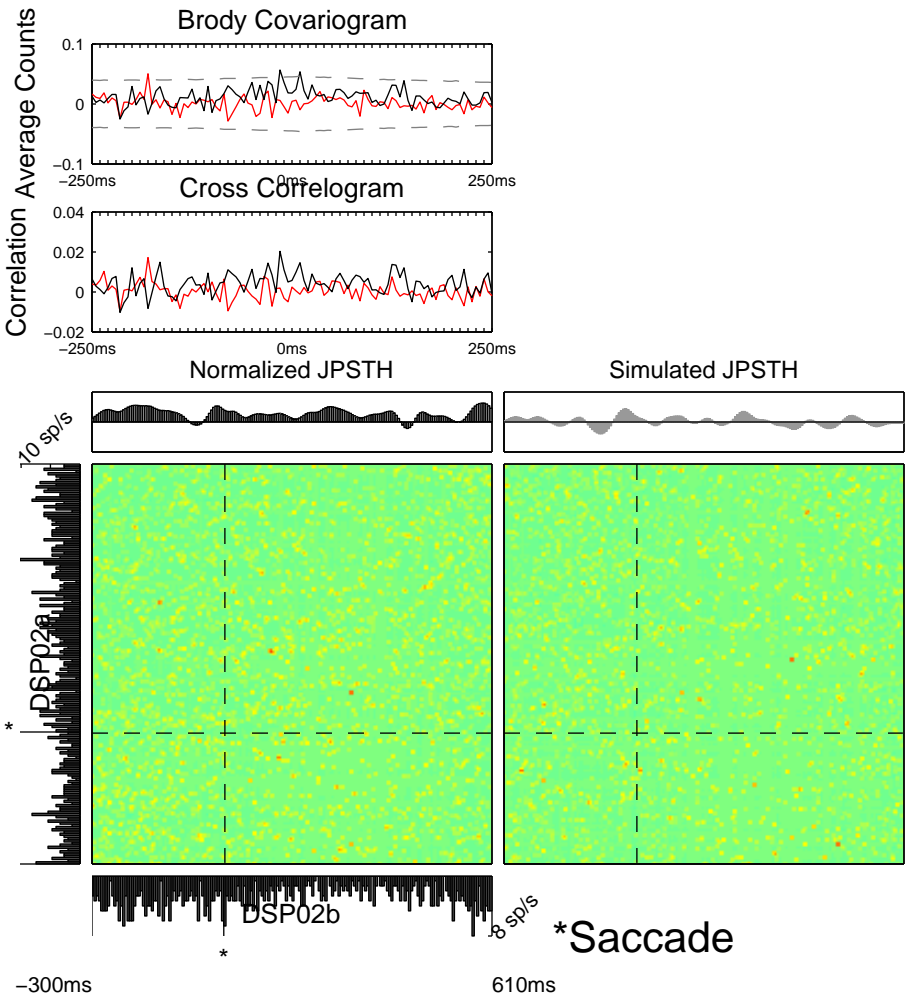 Brody Covariogram
Average Counts
0.1
0
−0.1
−250ms
0ms
250ms
Cross Correlogram
Correlation
0.04
0.02
0
−0.02
−250ms
0ms
250ms
Normalized JPSTH
Simulated JPSTH
10 sp/s
DSP02a
*
DSP02b
8 sp/s
*
*Saccade
−300ms
610ms